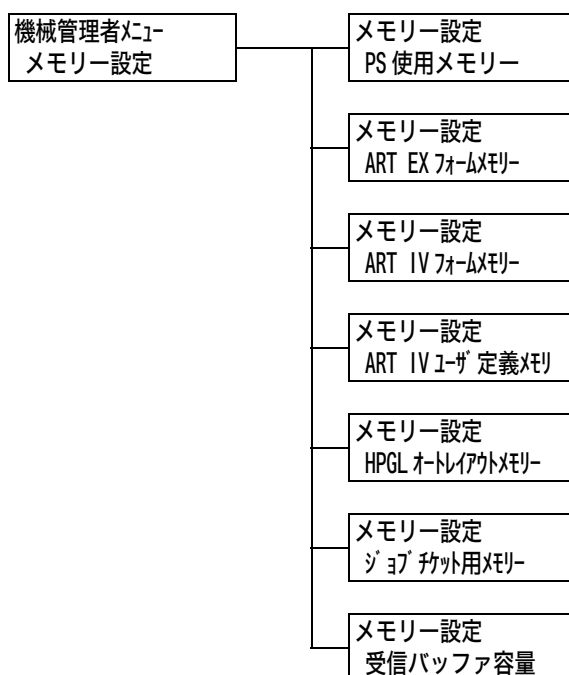 機械管理者ﾒﾆｭｰ
メモリー設定
メモリー設定
PS 使用メモリー
メモリー設定
ART EX ﾌｫｰﾑﾒﾓﾘｰ
メモリー設定
ART IV ﾌｫｰﾑﾒﾓﾘｰ
メモリー設定
ART IV ﾕｰｻﾞ定義ﾒﾓﾘ
メモリー設定
HPGL ｵｰﾄﾚｲｱｳﾄﾒﾓﾘｰ
メモリー設定
ｼﾞｮﾌﾞﾁｹｯﾄ用ﾒﾓﾘｰ
メモリー設定
受信バッファ容量